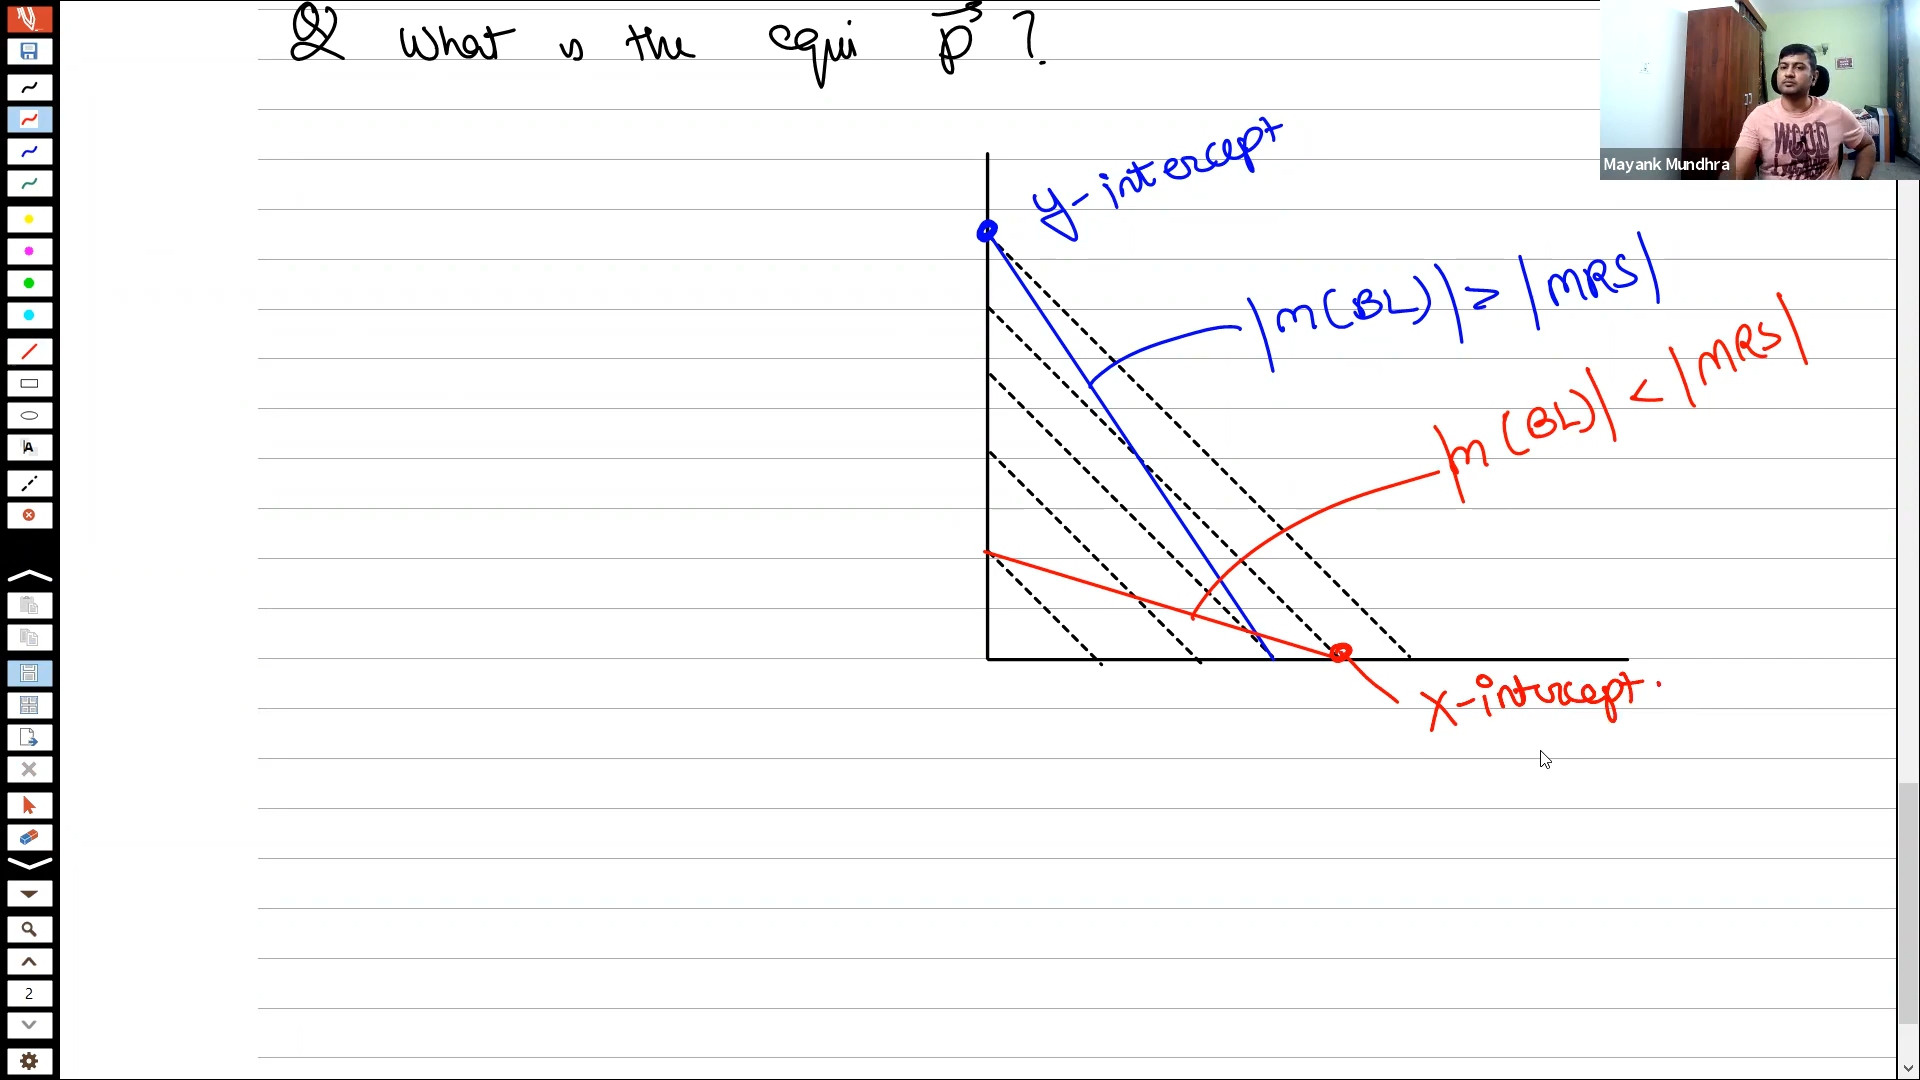 Q What is the equi p ?
Mayank Mundhra
y-intercept
|m(BL)| > |MRS|
|m(BL)| < |MRS|
X-intercept.
A
2